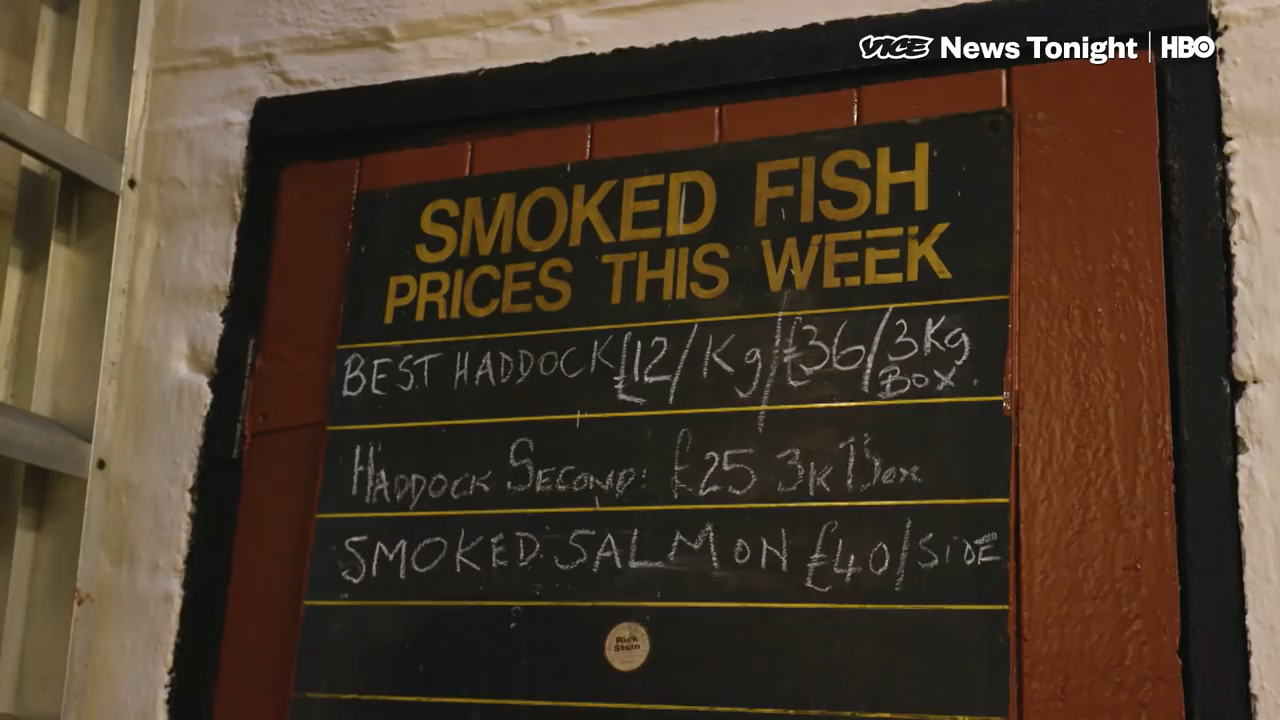 VICE News Tonight | HBO
SMOKED FISH
PRICES THIS WEEK
BEST HADDOCK £12/Kg/£36/3Kg BOX.
HADDOCK SECOND: £25 3K Box
SMOKED SALMON £40/SIDE
Rick
Stein